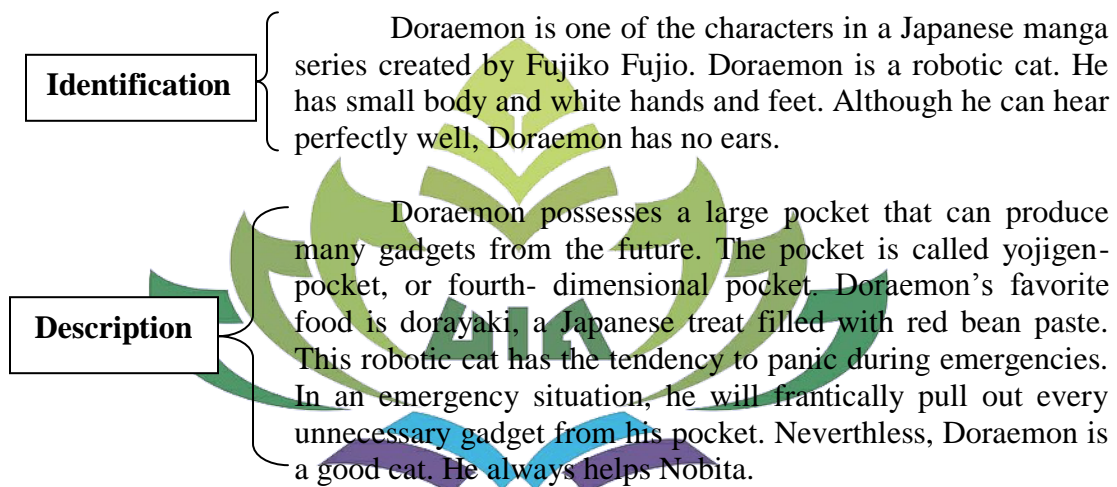 Doraemon is one of the characters in a Japanese manga
series created by Fujiko Fujio. Doraemon is a robotic cat. He
Identification
has small body and white hands and feet. Although he can hear
perfectly well, Doraemon has no ears.
Doraemon possesses a large pocket that can produce
many gadgets from the future. The pocket is called yojigen-
pocket, or fourth- dimensional pocket. Doraemon's favorite
Description
food is dorayaki, a Japanese treat filled with red bean paste.
This robotic cat has the tendency to panic during emergencies.
In an emergency situation, he will frantically pull out every
unnecessary gadget from his pocket. Neverthless, Doraemon is
a good cat. He always helps Nobita.